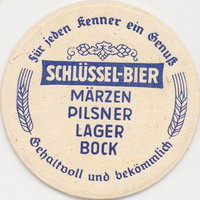 Für jeden Kenner ein Genuß
SCHLÜSSEL-BIER
MÄRZEN
PILSNER
LAGER
BOCK
Gehaltvoll und bekömmlich